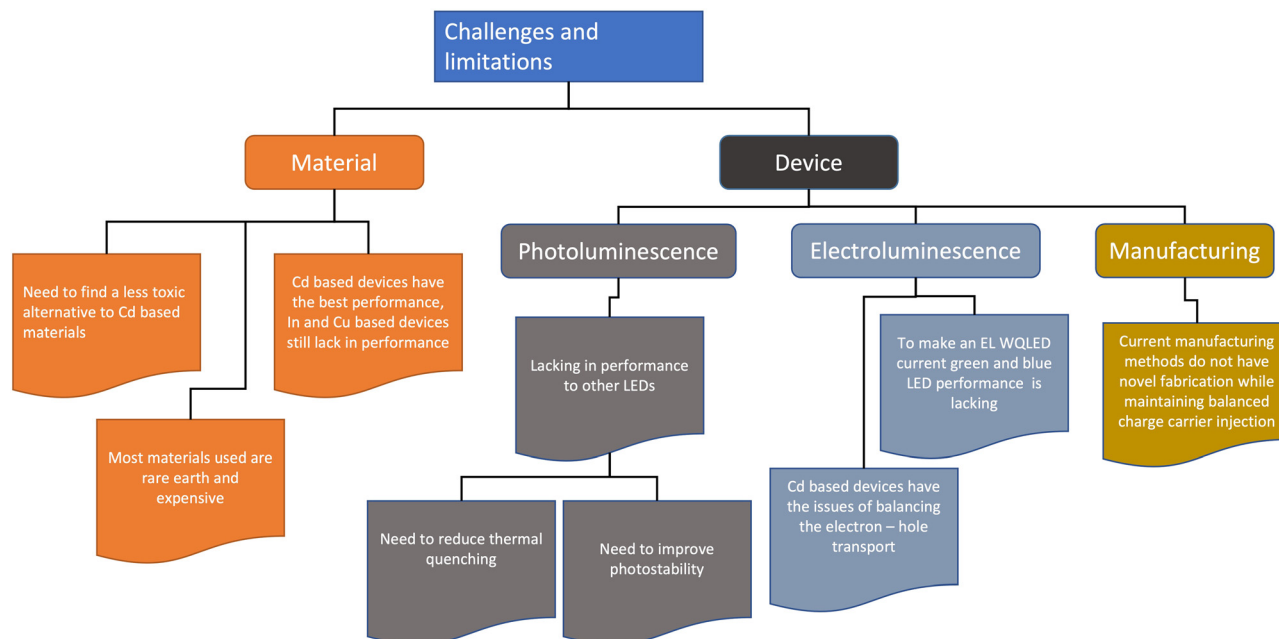 Challenges and
limitations
Material
Device
Photoluminescence
Electroluminescence
Manufacturing
Need to find a less toxic
alternative to Cd based
materials
Cd based devices have
the best performance,
In and Cu based devices
still lack in performance
Most materials used are
rare earth and
expensive
Lacking in performance
to other LEDs
Need to reduce thermal
quenching
Need to improve
photostability
To make an EL WQLED
current green and blue
LED performance is
lacking
Cd based devices have
the issues of balancing
the electron – hole
transport
Current manufacturing
methods do not have
novel fabrication while
maintaining balanced
charge carrier injection